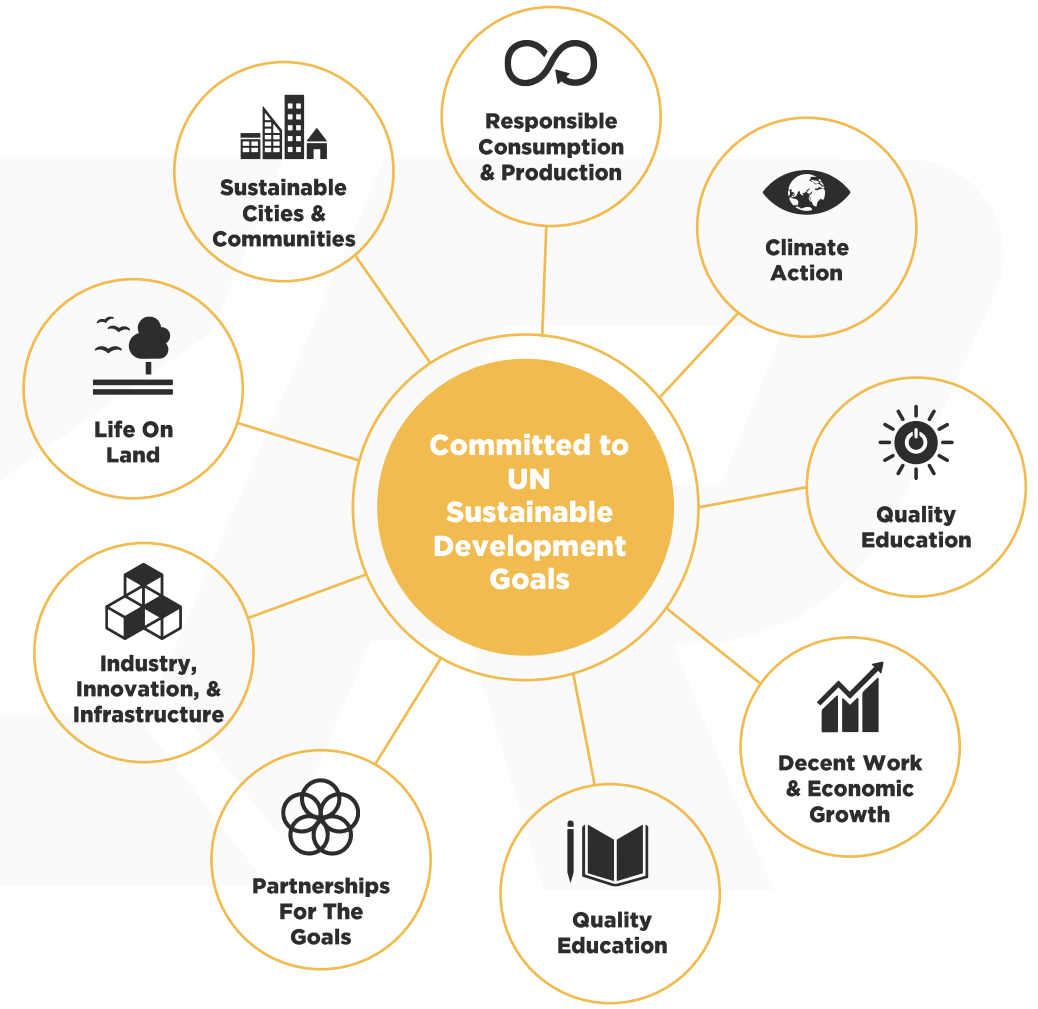 Responsible
Consumption
& Production
Sustainable
Cities &
Communities
Climate
Action
Life On
Land
Committed to
UN
Sustainable
Development
Goals
Quality
Education
Industry,
Innovation, &
Infrastructure
Decent Work
& Economic
Growth
Partnerships
For The
Goals
Quality
Education